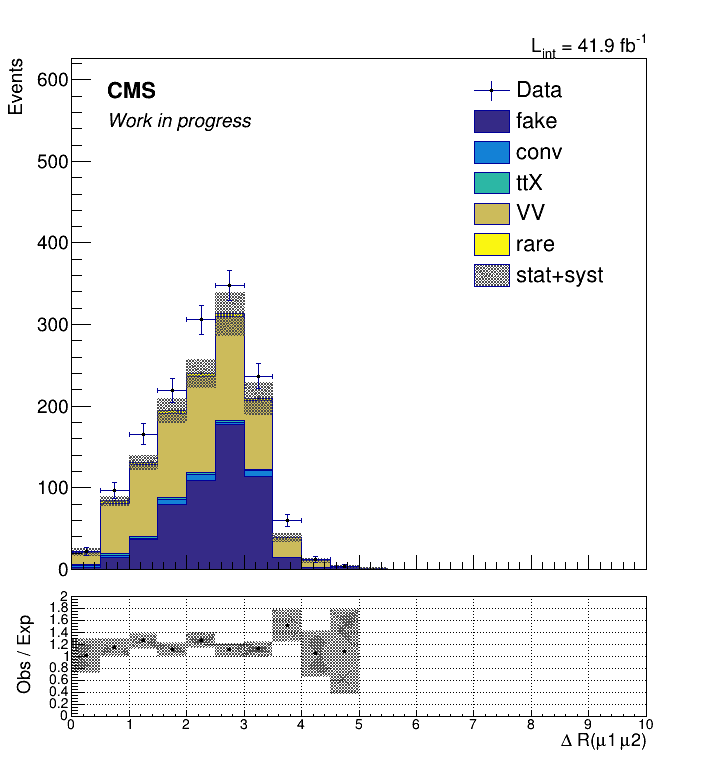 L_int = 41.9 fb^-1
Events
CMS
Work in progress
Data
fake
conv
ttX
VV
rare
stat+syst
600
500
400
300
200
100
0
Obs / Exp
2
1.8
1.6
1.4
1.2
1
0.8
0.6
0.4
0.2
0
0 1 2 3 4 5 6 7 8 9 10
Δ R(μ1 μ2)